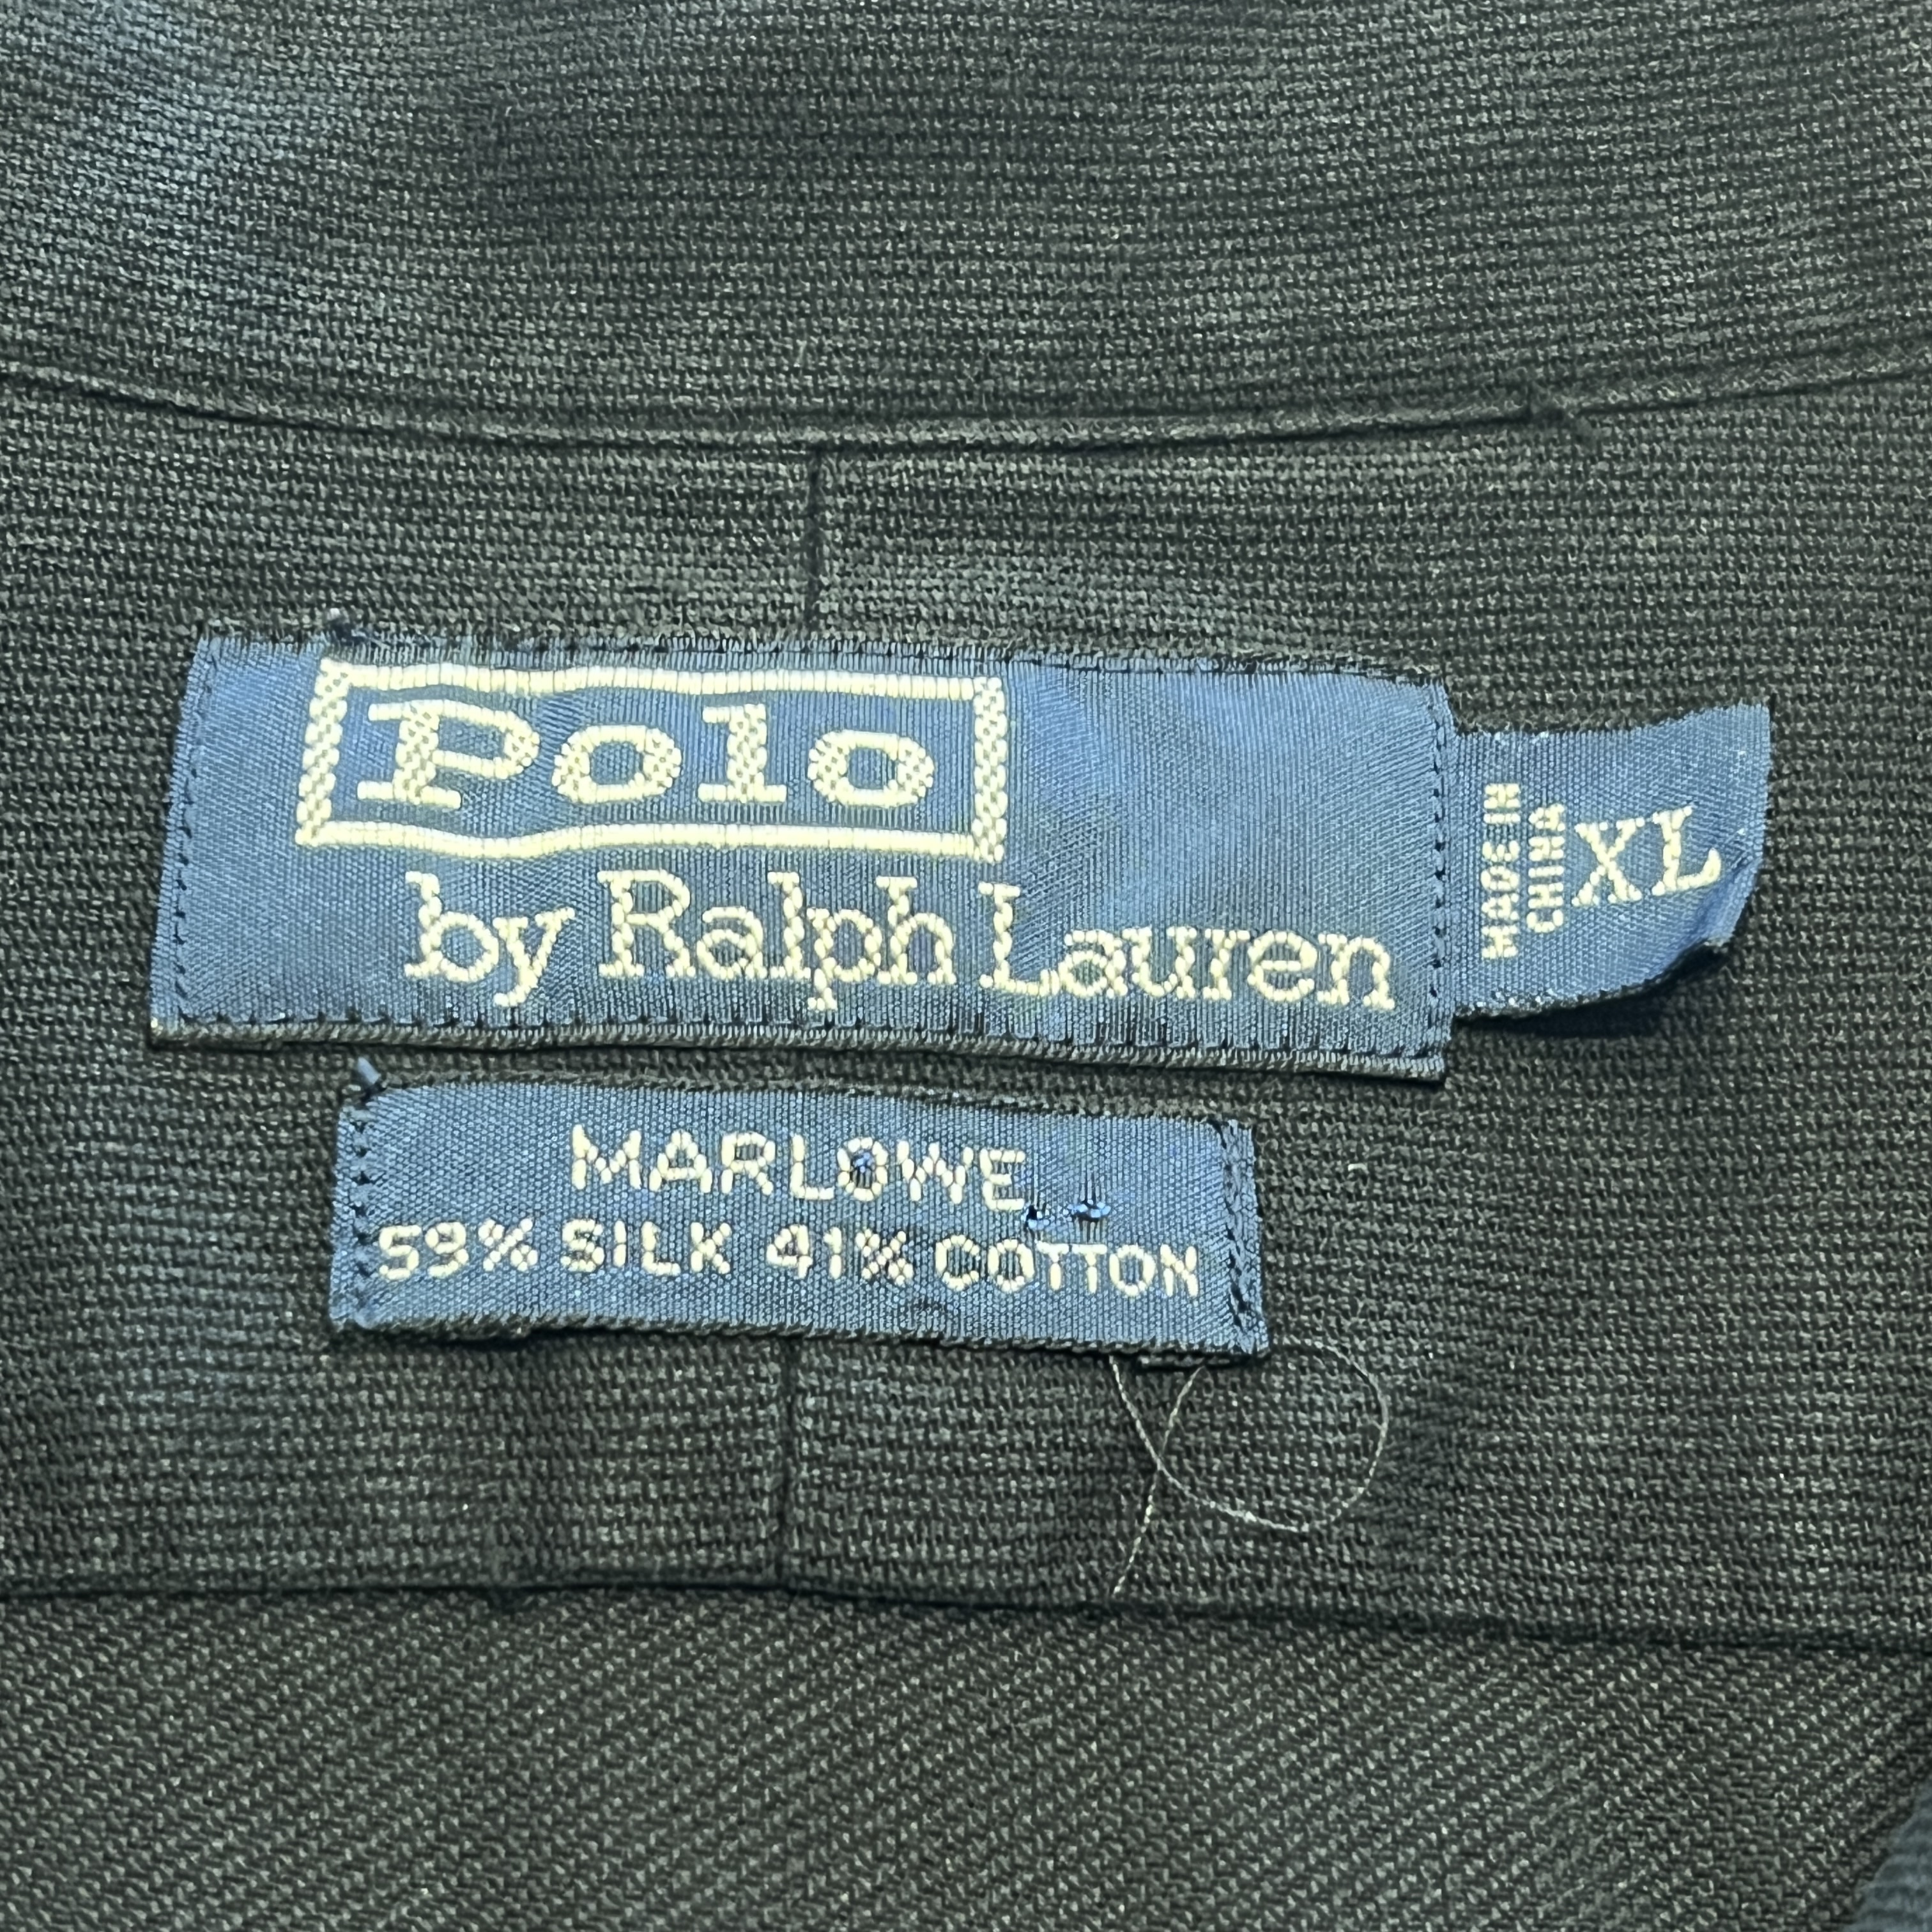 Polo
by Ralph Lauren
MADE IN
CHINA
XL
MARLOWE
59% SILK 41% COTTON